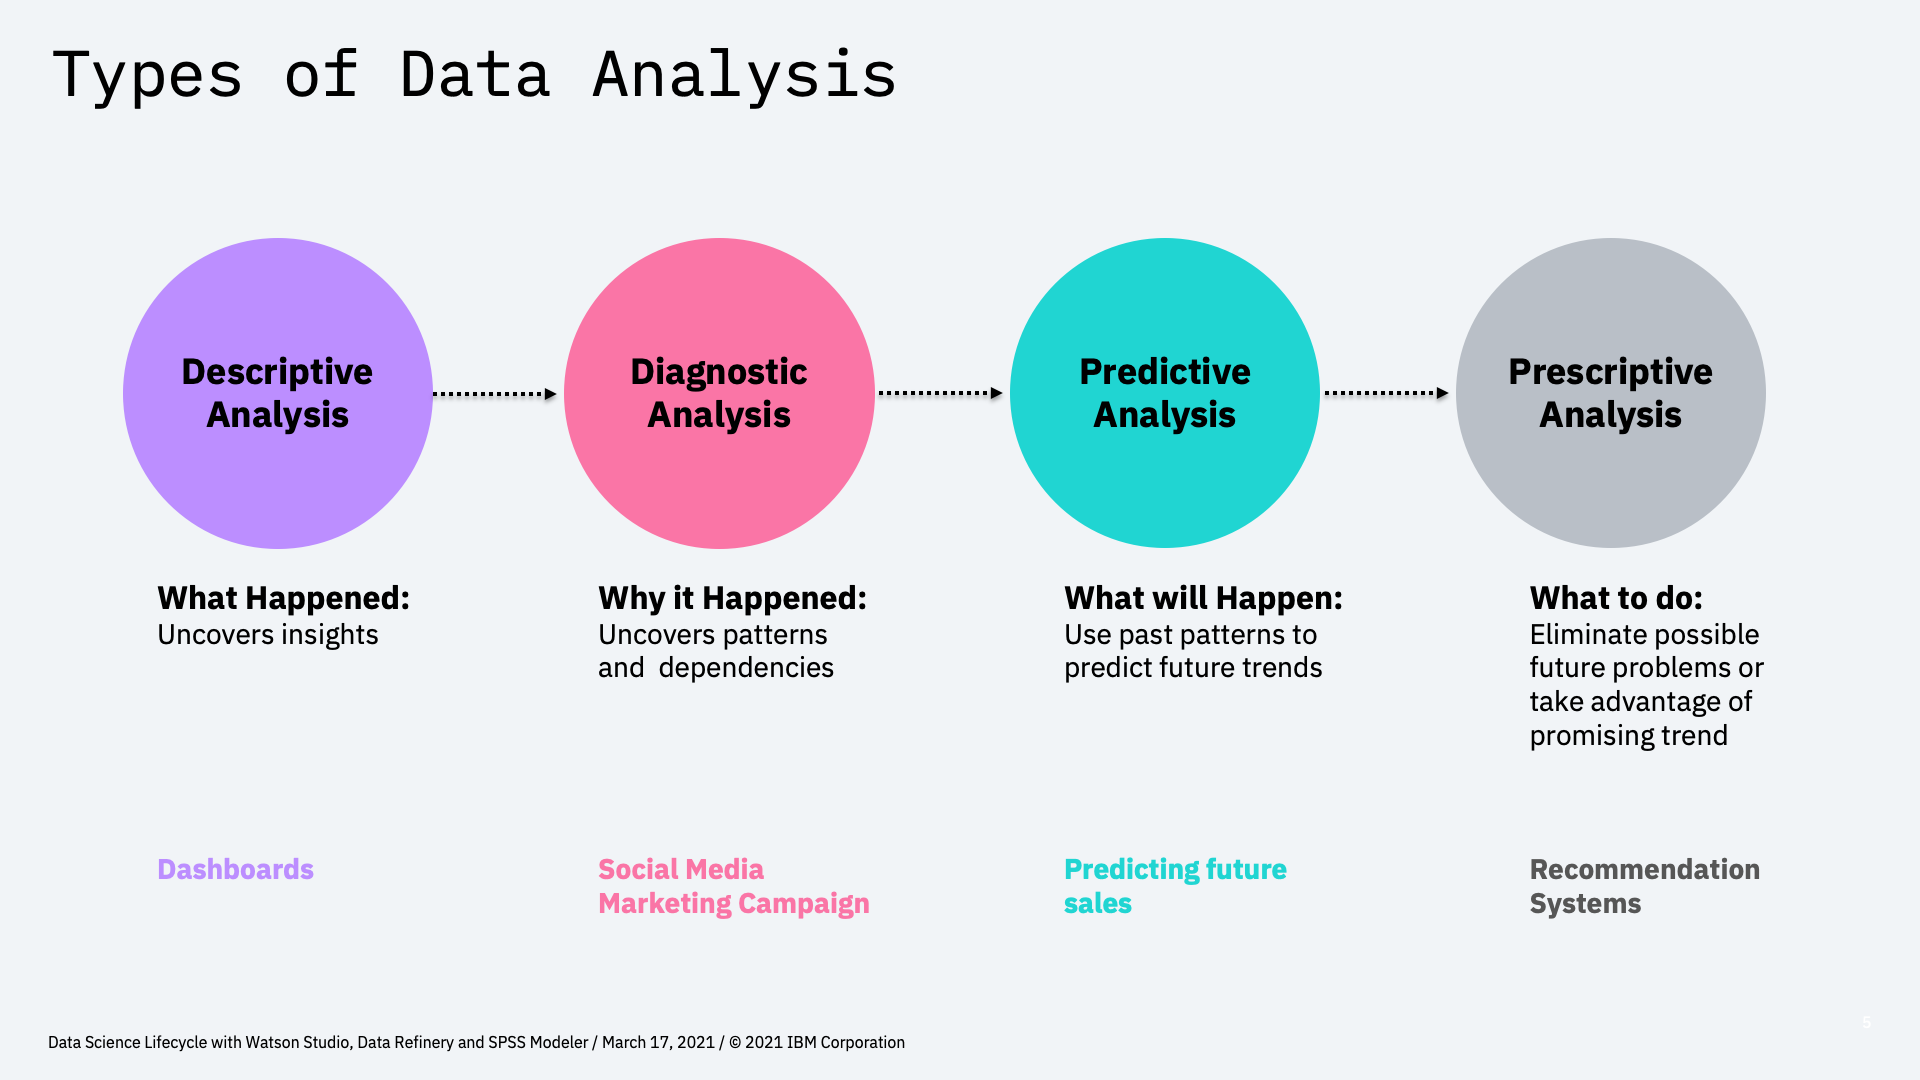 Types of Data Analysis
Descriptive
Analysis
Diagnostic
Analysis
Predictive
Analysis
Prescriptive
Analysis
What Happened:
Uncovers insights
Why it Happened:
Uncovers patterns
and  dependencies
What will Happen:
Use past patterns to
predict future trends
What to do:
Eliminate possible
future problems or
take advantage of
promising trend
Dashboards
Social Media
Marketing Campaign
Predicting future
sales
Recommendation
Systems
5
Data Science Lifecycle with Watson Studio, Data Refinery and SPSS Modeler / March 17, 2021 / © 2021 IBM Corporation